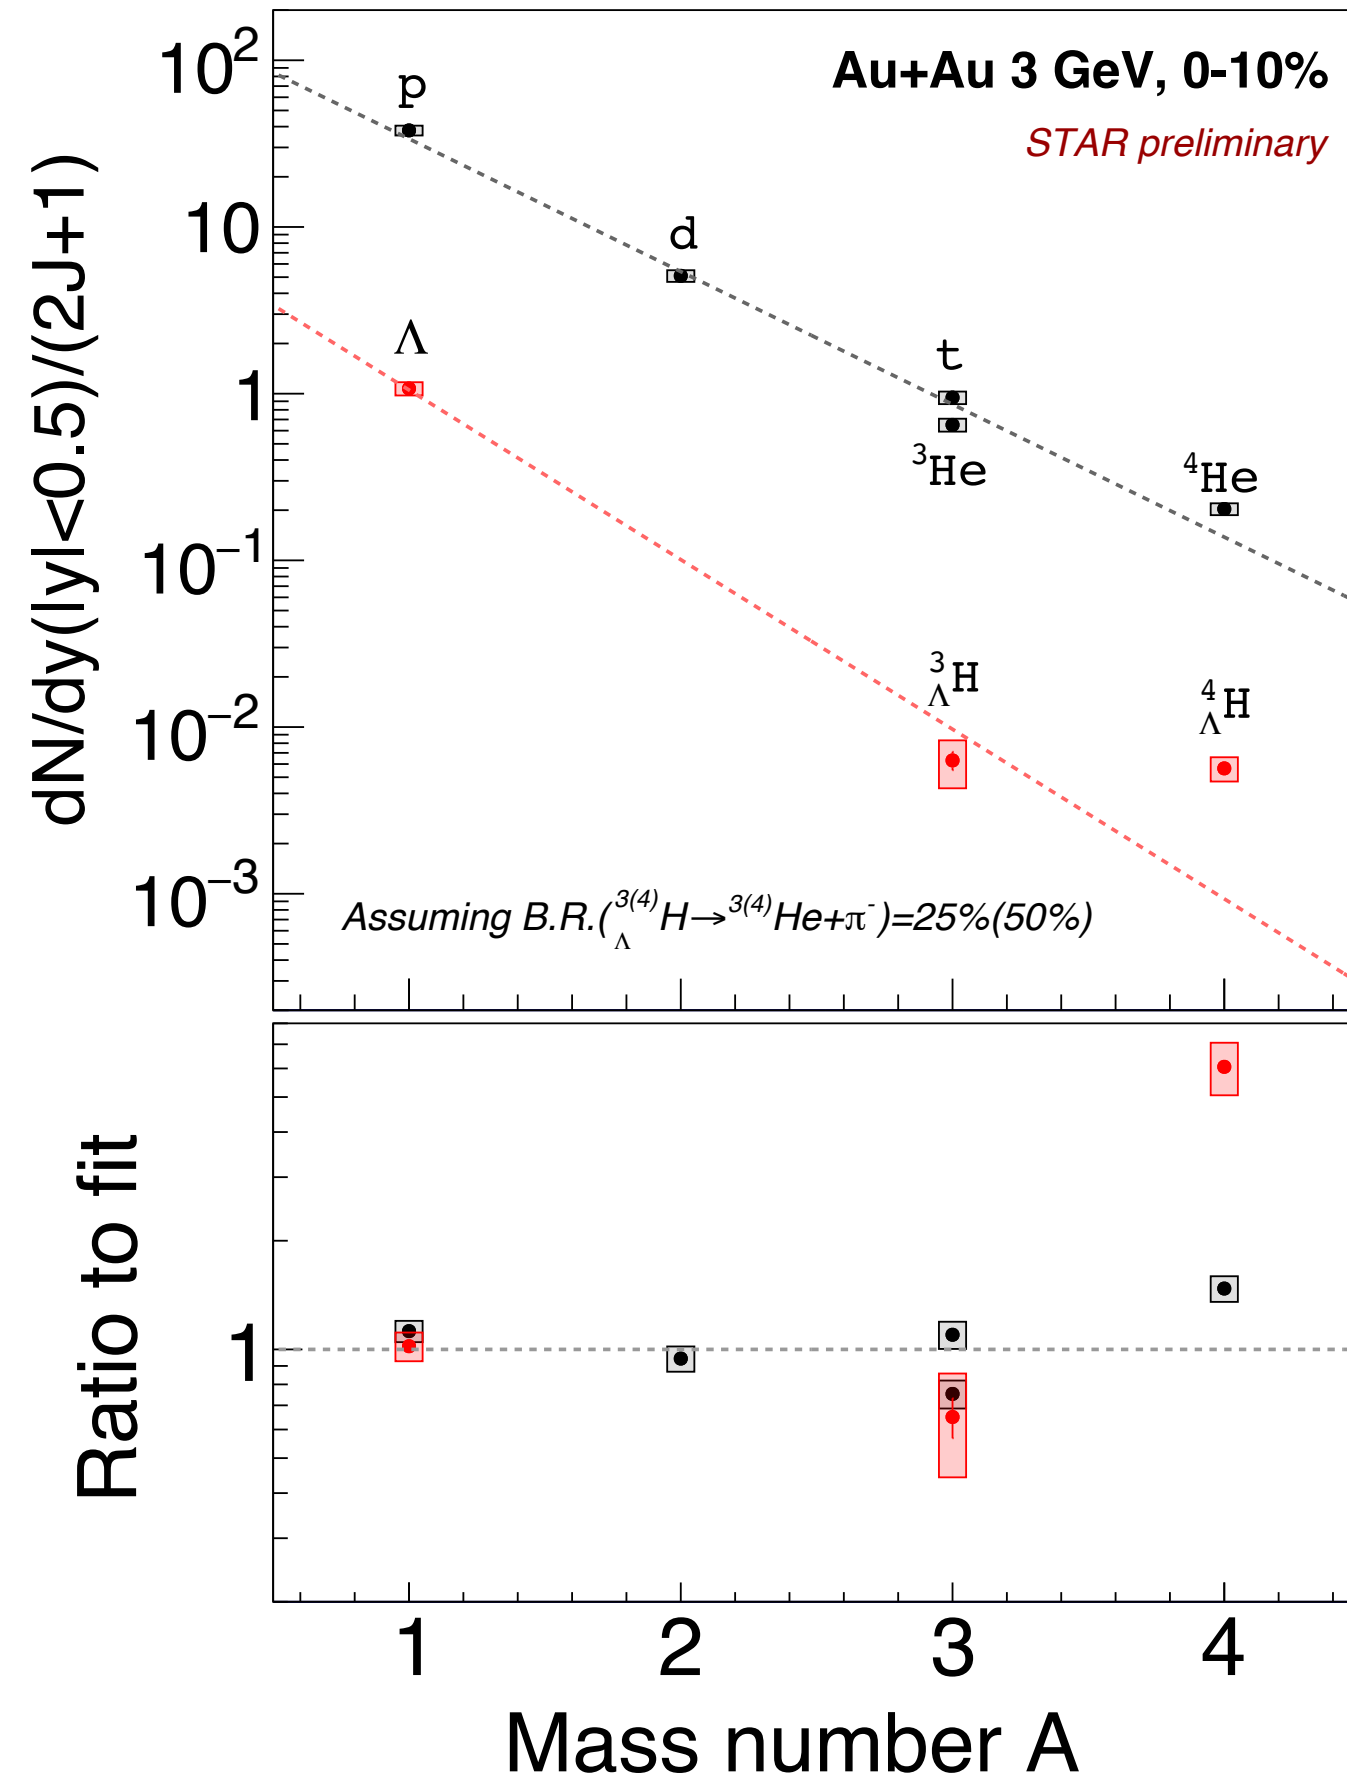 Au+Au 3 GeV, 0-10%
STAR preliminary
dN/dy(|y|<0.5)/(2J+1)
10²
10
1
10⁻¹
10⁻²
10⁻³
p
d
t
³He
⁴He
Λ
³ΛH
⁴ΛH
Assuming B.R.(³⁽⁴⁾ΛH→³⁽⁴⁾He+π⁻)=25%(50%)
Ratio to fit
1
1 2 3 4
Mass number A